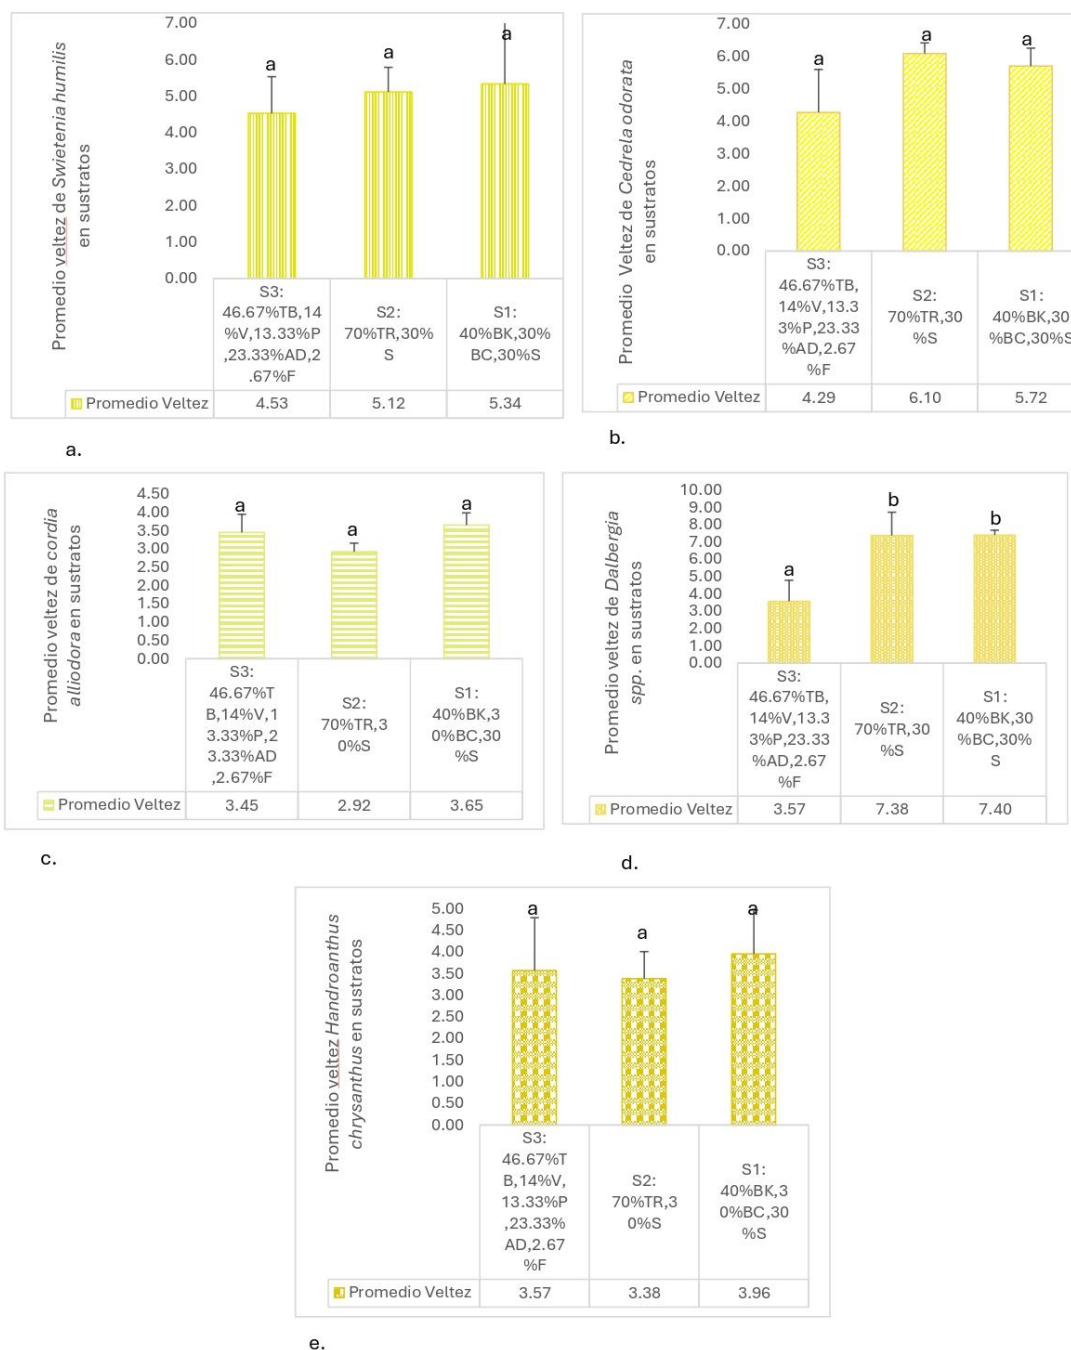 Promedio veltez de Swietenia humilis
en sustratos
7.00
6.00
5.00
4.00
3.00
2.00
1.00
0.00
a
a
a
S3:
46.67%TB,14
%V,13.33%P
,23.33%AD,2
.67%F
S2:
70%TR,30%
S
S1:
40%BK,30%
BC,30%S
Promedio Veltez
4.53
5.12
5.34
a.
Promedio Veltez de Cedrela odorata
en sustratos
7.00
6.00
5.00
4.00
3.00
2.00
1.00
0.00
a
a
a
S3:
46.67%TB,
14%V,13.3
3%P,23.33
%AD,2.67
%F
S2:
70%TR,30
%S
S1:
40%BK,30
%BC,30%S
Promedio Veltez
4.29
6.10
5.72
b.
Promedio veltez de cordia
alliodora en sustratos
4.50
4.00
3.50
3.00
2.50
2.00
1.50
1.00
0.50
0.00
a
a
a
S3:
46.67%T
B,14%V,1
3.33%P,2
3.33%AD
,2.67%F
S2:
70%TR,3
0%S
S1:
40%BK,3
0%BC,30
%S
Promedio Veltez
3.45
2.92
3.65
c.
Promedio veltez de Dalbergia
spp. en sustratos
10.00
9.00
8.00
7.00
6.00
5.00
4.00
3.00
2.00
1.00
0.00
a
b
b
S3:
46.67%TB,
14%V,13.3
3%P,23.33
%AD,2.67
%F
S2:
70%TR,30
%S
S1:
40%BK,30
%BC,30%
S
Promedio Veltez
3.57
7.38
7.40
d.
Promedio veltez Handroanthus
chrysanthus en sustratos
5.00
4.50
4.00
3.50
3.00
2.50
2.00
1.50
1.00
0.50
0.00
a
a
a
S3:
46.67%T
B,14%V,
13.33%P
,23.33%
AD,2.67
%F
S2:
70%TR,3
0%S
S1:
40%BK,3
0%BC,30
%S
Promedio Veltez
3.57
3.38
3.96
e.